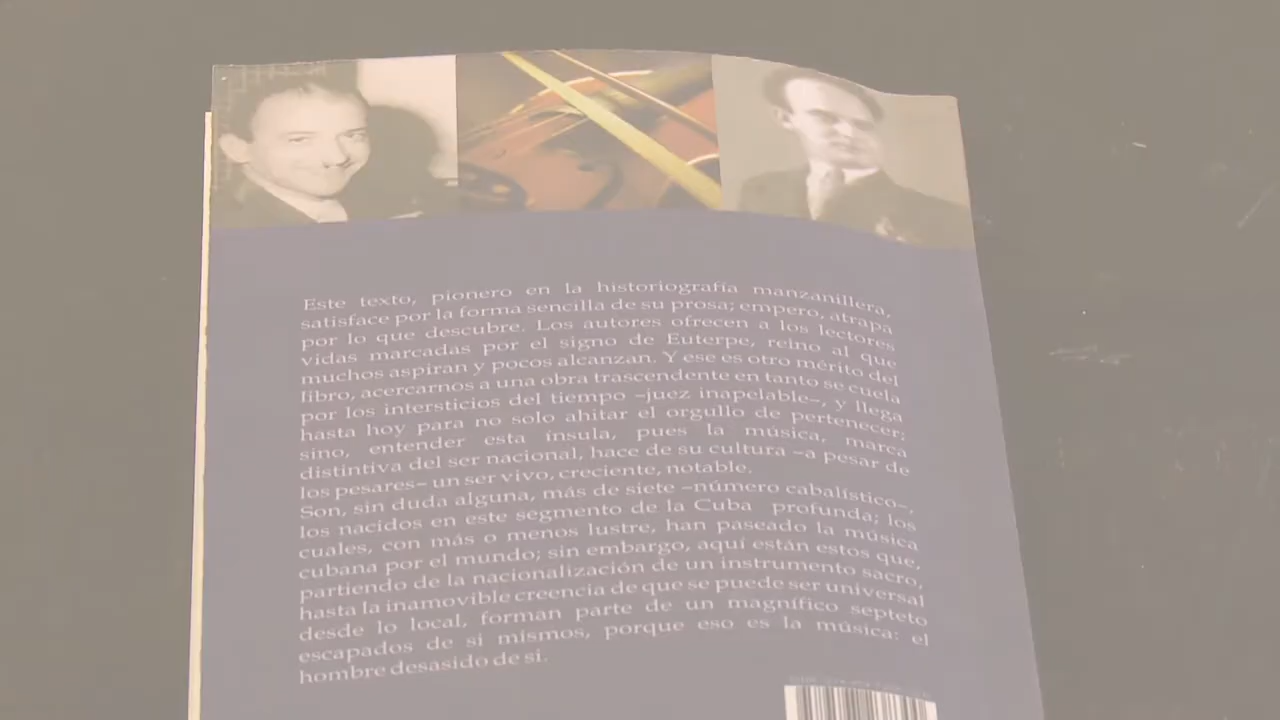 Este texto, pionero en la historiografía manzanillera,
satisface por la forma sencilla de su prosa; empero, atrapa
por lo que descubre. Los autores ofrecen a los lectores
vidas marcadas por el signo de Euterpe, reino al que
muchos aspiran y pocos alcanzan. Y ese es otro mérito del
libro, acercarnos a una obra trascendente en tanto se cuela
por los intersticios del tiempo –juez inapelable–, y llega
hasta hoy para no solo ahitar el orgullo de pertenecer;
sino, entender esta ínsula, pues la música, marca
distintiva del ser nacional, hace de su cultura –a pesar de
los pesares– un ser vivo, creciente, notable.
Son, sin duda alguna, más de siete –número cabalístico–,
los nacidos en este segmento de la Cuba profunda; los
cuales, con más o menos lustre, han paseado la música
cubana por el mundo; sin embargo, aquí están estos que,
partiendo de la nacionalización de un instrumento sacro,
hasta la inamovible creencia de que se puede ser universal
desde lo local, forman parte de un magnífico septeto
escapados de sí mismos, porque eso es la música: el
hombre desasido de sí.